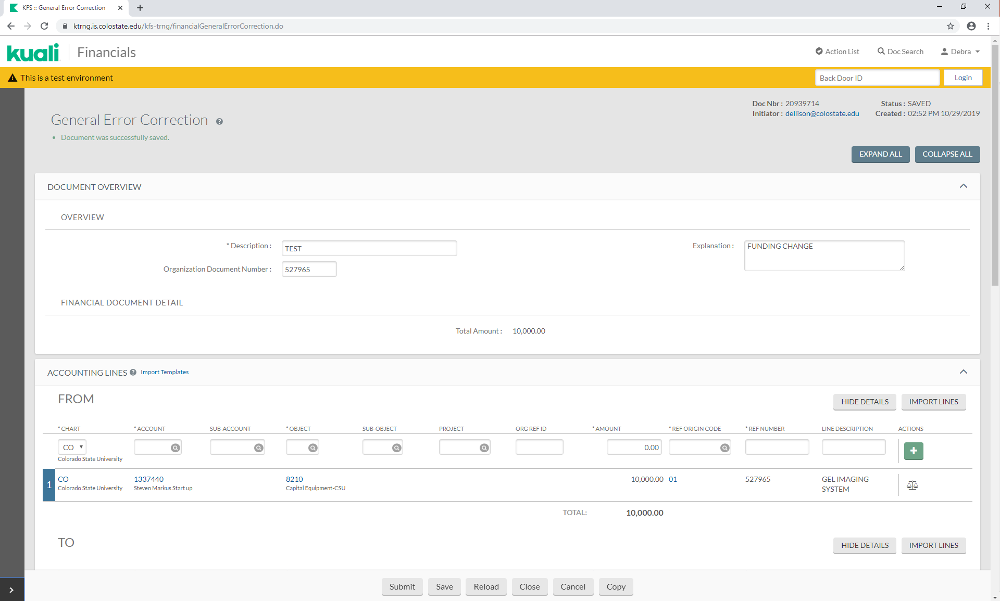 KFS :: General Error Correction
ktrng.is.colostate.edu/kfs-trng/financialGeneralErrorCorrection.do
kuali Financials
Action List Doc Search Debra
This is a test environment
Back Door ID Login
Doc Nbr : 20939714 Status : SAVED
Initiator : dellison@colostate.edu Created : 02:52 PM 10/29/2019
General Error Correction ?
Document was successfully saved.
EXPAND ALL COLLAPSE ALL
DOCUMENT OVERVIEW
OVERVIEW
* Description : TEST
Explanation : FUNDING CHANGE
Organization Document Number : 527965
FINANCIAL DOCUMENT DETAIL
Total Amount : 10,000.00
ACCOUNTING LINES ? Import Templates
FROM
HIDE DETAILS IMPORT LINES
* CHART * ACCOUNT SUB-ACCOUNT * OBJECT SUB-OBJECT PROJECT ORG REF ID * AMOUNT * REF ORIGIN CODE * REF NUMBER LINE DESCRIPTION ACTIONS
CO 0.00
Colorado State University
1 CO 1337440 8210 10,000.00 01 527965 GEL IMAGING
Colorado State University Steven Markus Start up Capital Equipment-CSU SYSTEM
TOTAL: 10,000.00
TO
HIDE DETAILS IMPORT LINES
Submit Save Reload Close Cancel Copy